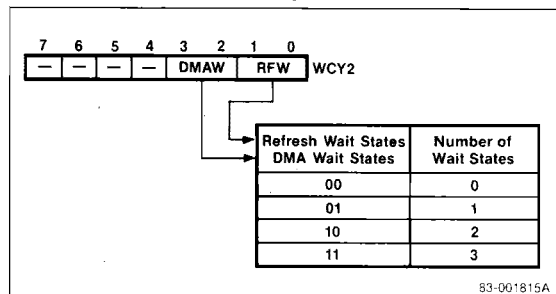 7 6 5 4 3 2 1 0
— — — — DMAW RFW WCY2
Refresh Wait States DMA Wait States Number of Wait States
00 0
01 1
10 2
11 3
83-001815A